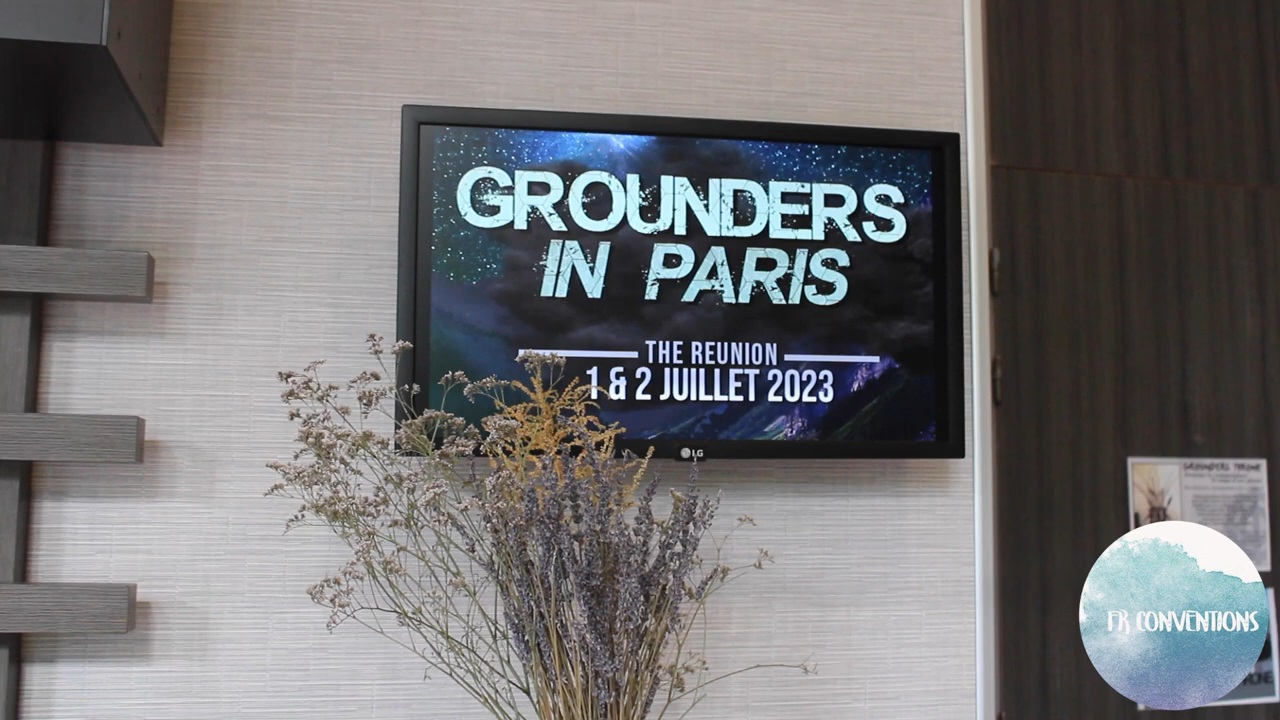 GROUNDERS
IN PARIS
THE REUNION
1 & 2 JUILLET 2023
LG
FR CONVENTIONS